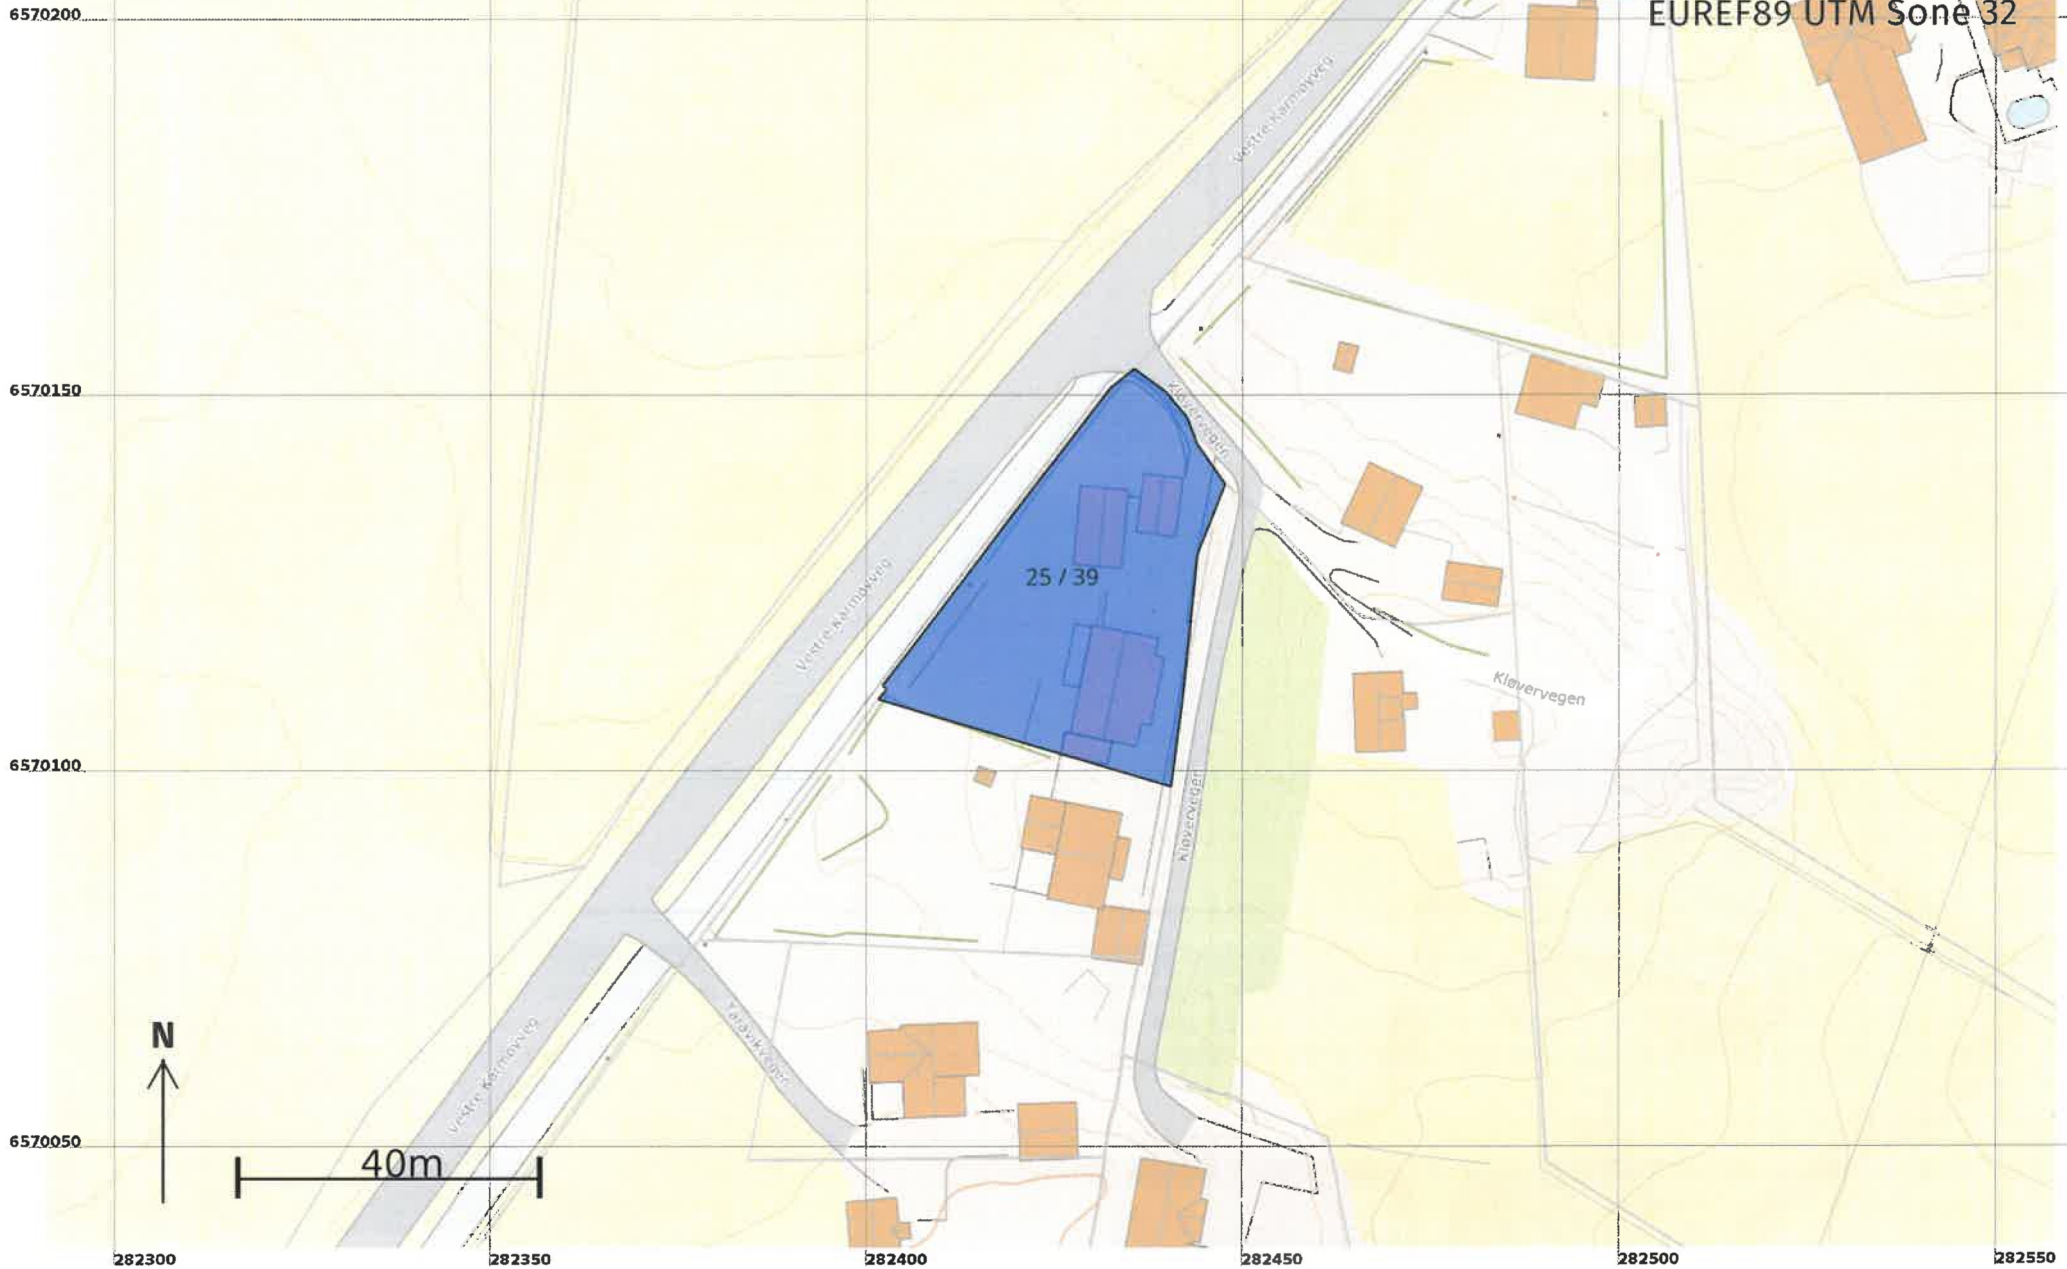 6570200
EUREF89 UTM Sone 32
Vestre Karmøyveg
6570150
Kløvervegen
25 / 39
Vestre Karmøyveg
Kløvervegen
6570100
Kløvervegen
N
Vestre Karmøyveg
Taravikvegen
6570050
40m
282300
282350
282400
282450
282500
282550